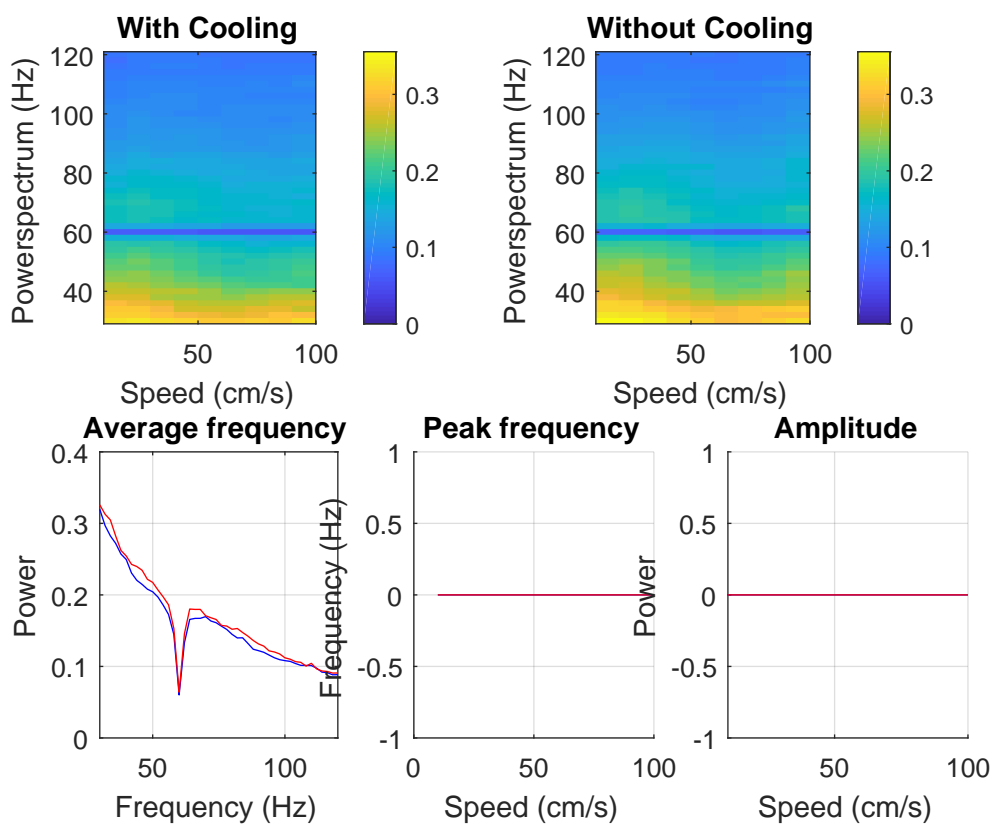 With Cooling
Powerspectrum (Hz)
120
100
80
60
40
50
100
Speed (cm/s)
0.3
0.2
0.1
0
Without Cooling
Powerspectrum (Hz)
120
100
80
60
40
50
100
Speed (cm/s)
0.3
0.2
0.1
0
Average frequency
Power
0.4
0.3
0.2
0.1
0
50
100
Frequency (Hz)
Peak frequency
Frequency (Hz)
1
0.5
0
-0.5
-1
0
50
100
Speed (cm/s)
Amplitude
Power
1
0.5
0
-0.5
-1
50
100
Speed (cm/s)